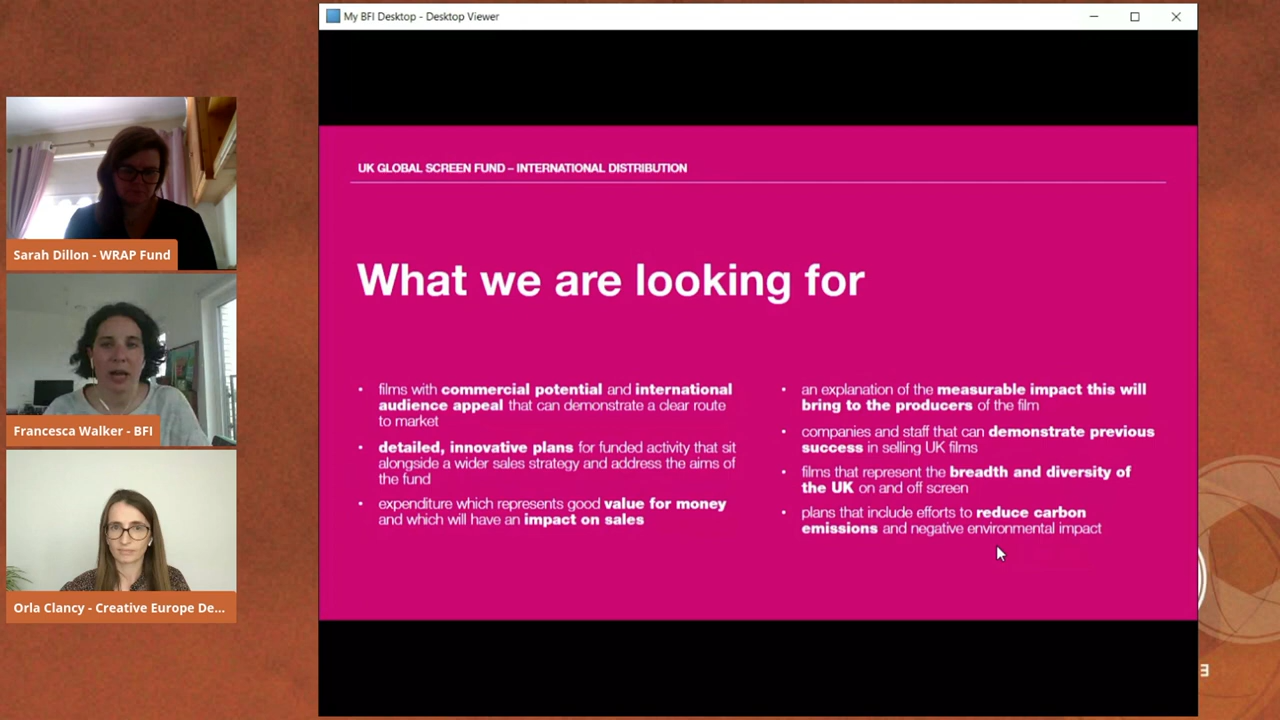 My BFI Desktop - Desktop Viewer
UK GLOBAL SCREEN FUND – INTERNATIONAL DISTRIBUTION
What we are looking for
• films with commercial potential and international
audience appeal that can demonstrate a clear route
to market
• detailed, innovative plans for funded activity that sit
alongside a wider sales strategy and address the aims of
the fund
• expenditure which represents good value for money
and which will have an impact on sales
• an explanation of the measurable impact this will
bring to the producers of the film
• companies and staff that can demonstrate previous
success in selling UK films
• films that represent the breadth and diversity of
the UK on and off screen
• plans that include efforts to reduce carbon
emissions and negative environmental impact
Sarah Dillon - WRAP Fund
Francesca Walker - BFI
Orla Clancy - Creative Europe De...